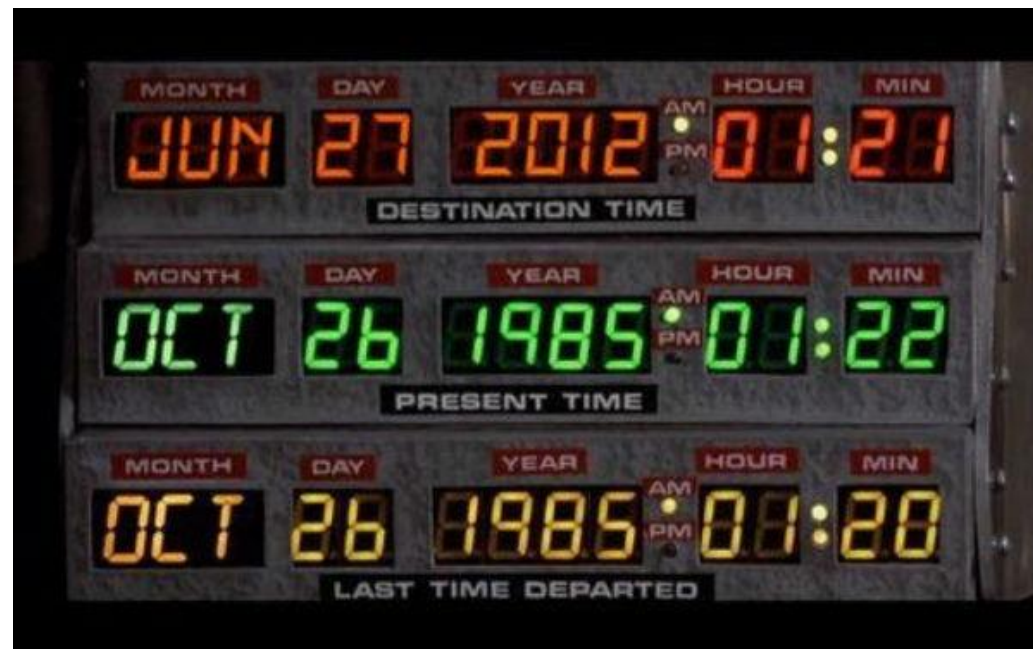 MONTH DAY YEAR HOUR MIN
JUN 27 2012 AM PM 01:21
DESTINATION TIME
MONTH DAY YEAR HOUR MIN
OCT 26 1985 AM PM 01:22
PRESENT TIME
MONTH DAY YEAR HOUR MIN
OCT 26 1985 AM PM 01:20
LAST TIME DEPARTED